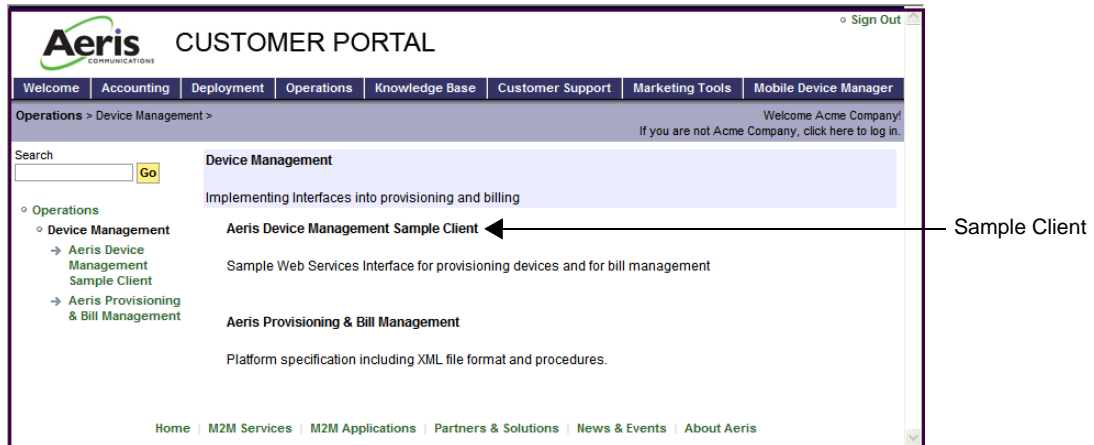 Sign Out
Aeris
COMMUNICATIONS
CUSTOMER PORTAL
Welcome Accounting Deployment Operations Knowledge Base Customer Support Marketing Tools Mobile Device Manager
Operations > Device Management >
Welcome Acme Company!
If you are not Acme Company, click here to log in.
Search
Go
Operations
Device Management
Aeris Device
Management
Sample Client
Aeris Provisioning
& Bill Management
Device Management
Implementing Interfaces into provisioning and billing
Aeris Device Management Sample Client
Sample Client
Sample Web Services Interface for provisioning devices and for bill management
Aeris Provisioning & Bill Management
Platform specification including XML file format and procedures.
Home | M2M Services | M2M Applications | Partners & Solutions | News & Events | About Aeris